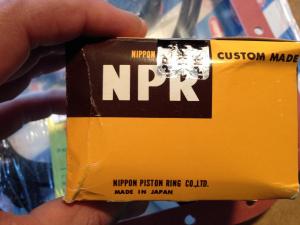 NIPPON
CUSTOM MADE
NPR
NIPPON PISTON RING CO.,LTD.
MADE IN JAPAN